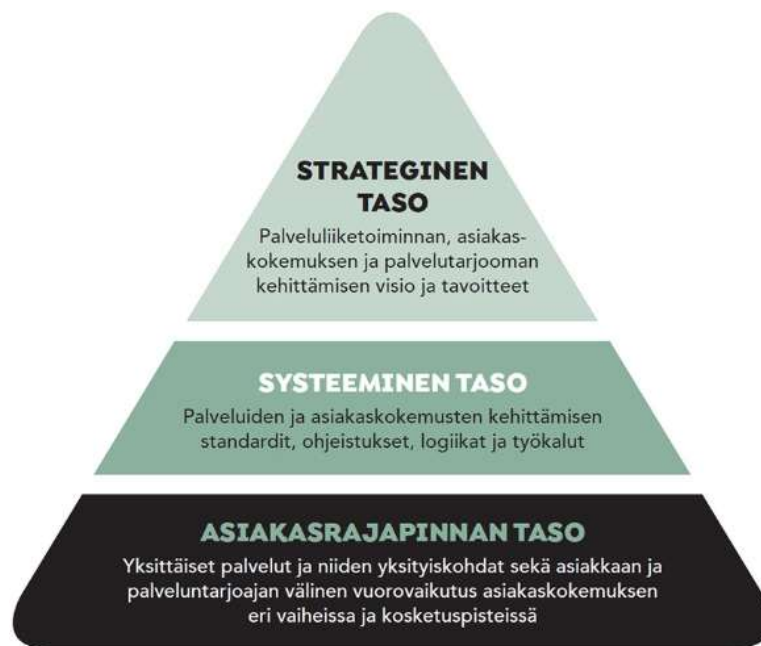 STRATEGINEN
TASO
Palveluliiketoiminnan, asiakas-
kokemuksen ja palvelutarjooman
kehittämisen visio ja tavoitteet
SYSTEEMINEN TASO
Palveluiden ja asiakaskokemusten kehittämisen
standardit, ohjeistukset, logiikat ja työkalut
ASIAKASRAJAPINNAN TASO
Yksittäiset palvelut ja niiden yksityiskohdat sekä asiakkaan ja
palveluntarjoajan välinen vuorovaikutus asiakaskokemuksen
eri vaiheissa ja kosketuspisteissä